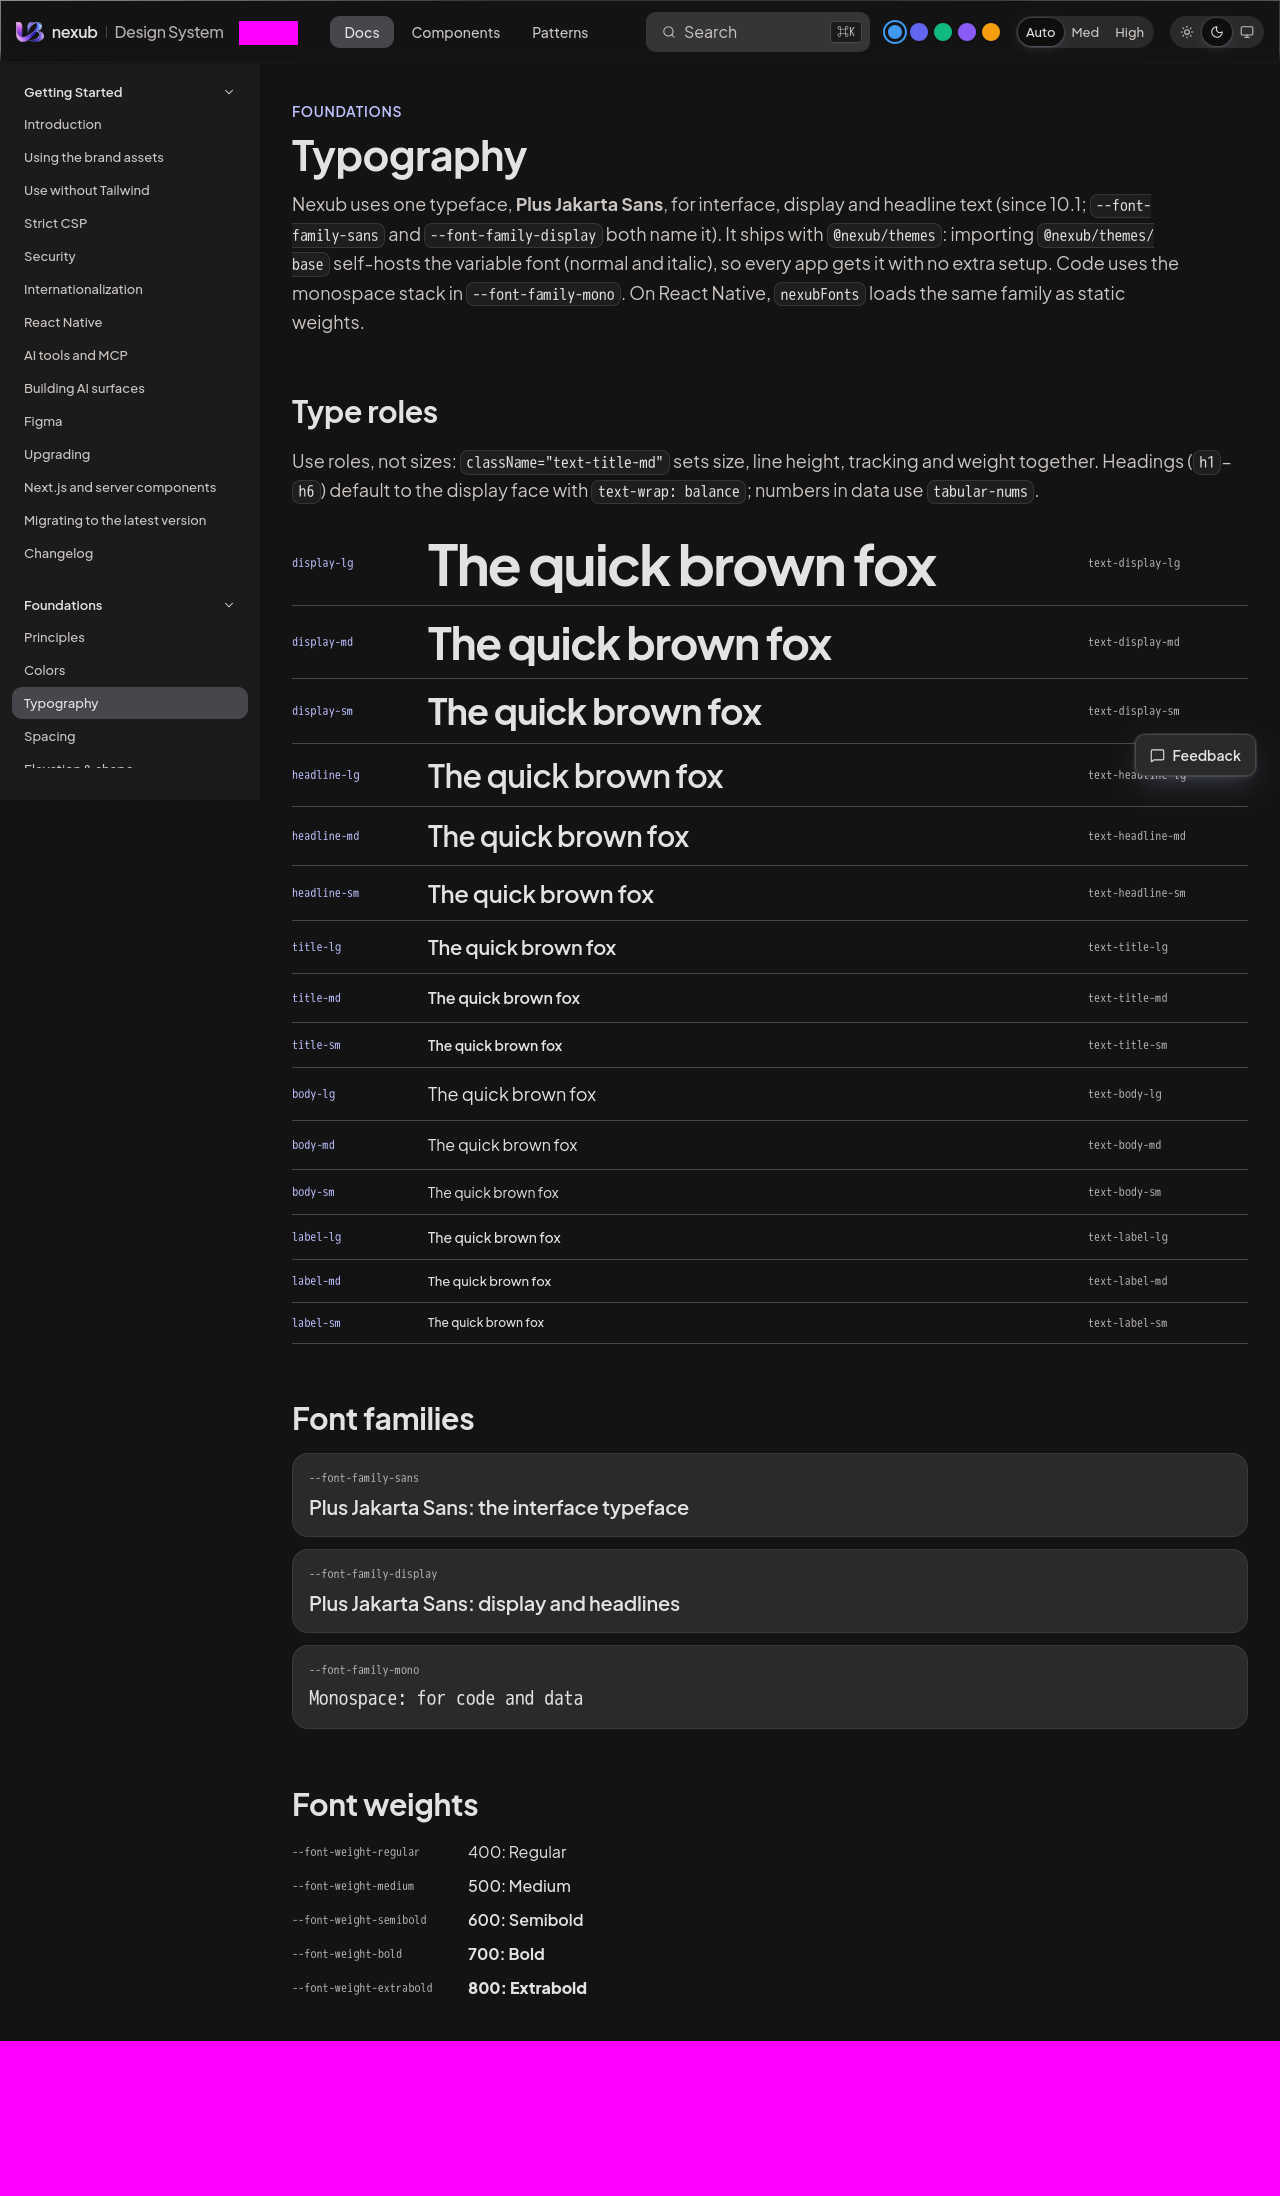 nexub | Design System
Docs
Components
Patterns
Search
⌘K
Auto
Med
High
Getting Started
Introduction
Using the brand assets
Use without Tailwind
Strict CSP
Security
Internationalization
React Native
AI tools and MCP
Building AI surfaces
Figma
Upgrading
Next.js and server components
Migrating to the latest version
Changelog
Foundations
Principles
Colors
Typography
Spacing
Elevation & shape
FOUNDATIONS
Typography
Nexub uses one typeface, Plus Jakarta Sans, for interface, display and headline text (since 10.1; --font-
family-sans and --font-family-display both name it). It ships with @nexub/themes: importing @nexub/themes/
base self-hosts the variable font (normal and italic), so every app gets it with no extra setup. Code uses the
monospace stack in --font-family-mono. On React Native, nexubFonts loads the same family as static
weights.
Type roles
Use roles, not sizes: className="text-title-md" sets size, line height, tracking and weight together. Headings (h1–
h6) default to the display face with text-wrap: balance; numbers in data use tabular-nums.
display-lg The quick brown fox text-display-lg
display-md The quick brown fox text-display-md
display-sm The quick brown fox text-display-sm
Feedback
headline-lg The quick brown fox text-headline-lg
headline-md The quick brown fox text-headline-md
headline-sm The quick brown fox text-headline-sm
title-lg The quick brown fox text-title-lg
title-md The quick brown fox text-title-md
title-sm The quick brown fox text-title-sm
body-lg The quick brown fox text-body-lg
body-md The quick brown fox text-body-md
body-sm The quick brown fox text-body-sm
label-lg The quick brown fox text-label-lg
label-md The quick brown fox text-label-md
label-sm The quick brown fox text-label-sm
Font families
--font-family-sans
Plus Jakarta Sans: the interface typeface
--font-family-display
Plus Jakarta Sans: display and headlines
--font-family-mono
Monospace: for code and data
Font weights
--font-weight-regular 400: Regular
--font-weight-medium 500: Medium
--font-weight-semibold 600: Semibold
--font-weight-bold 700: Bold
--font-weight-extrabold 800: Extrabold